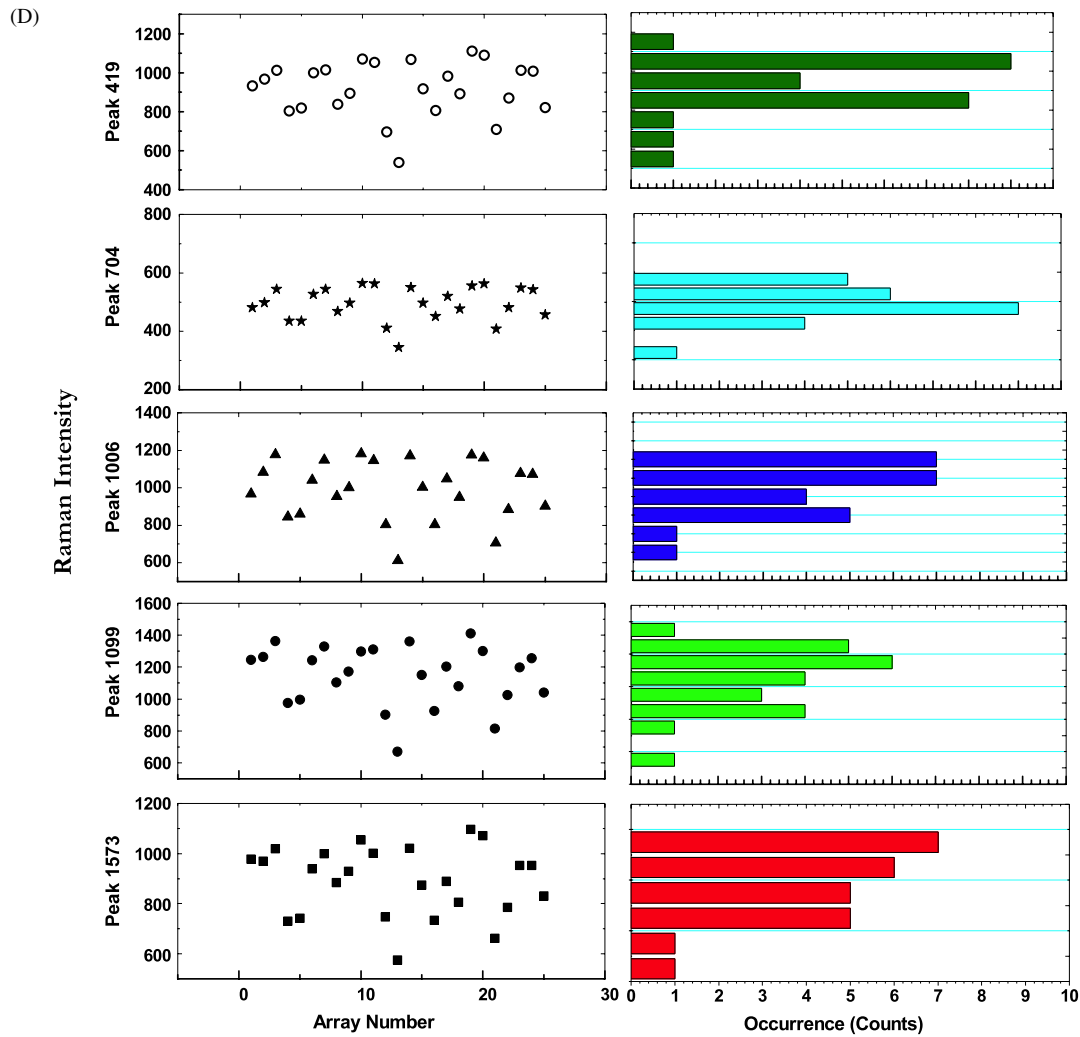 (D)
Raman Intensity
Peak 419
1200
1000
800
600
400
Peak 704
800
600
400
200
Peak 1006
1400
1200
1000
800
600
Peak 1099
1600
1400
1200
1000
800
600
Peak 1573
1200
1000
800
600
0 10 20 30
Array Number
0 1 2 3 4 5 6 7 8 9 10
Occurrence (Counts)